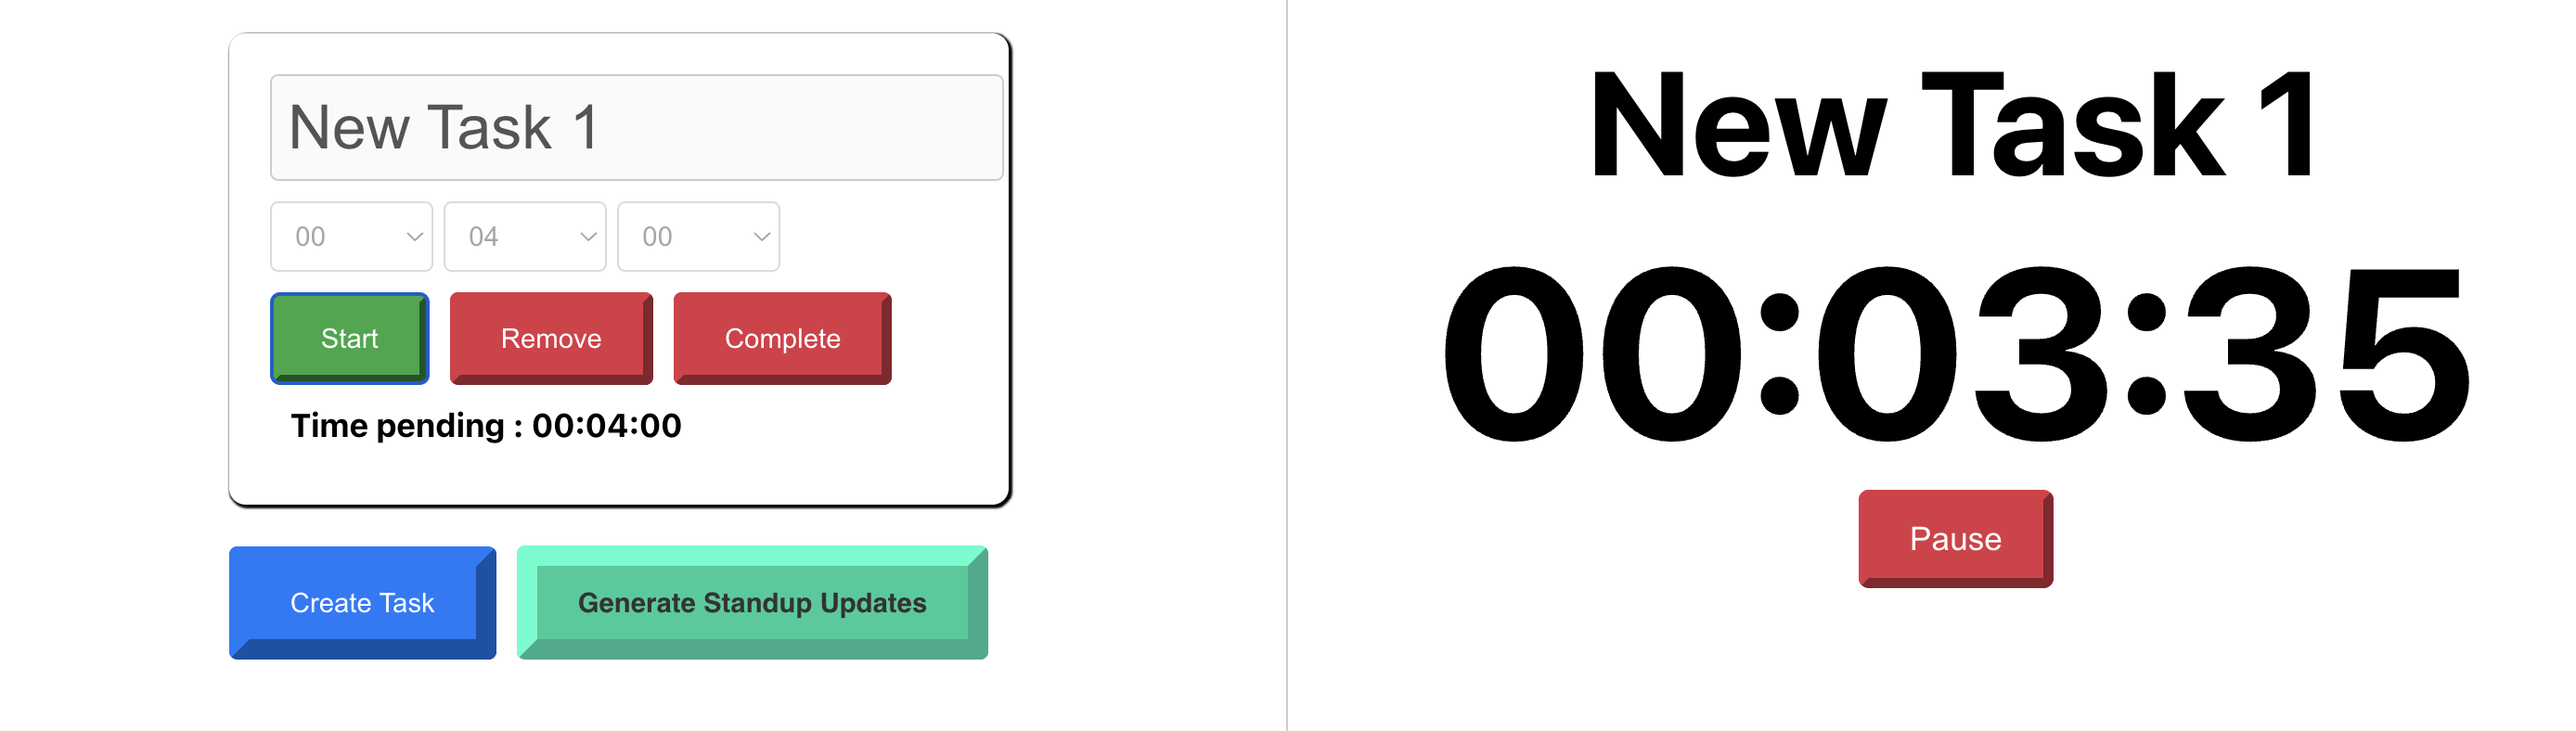 New Task 1
00 04 00
Start Remove Complete
Time pending : 00:04:00
Create Task Generate Standup Updates
New Task 1
00:03:35
Pause